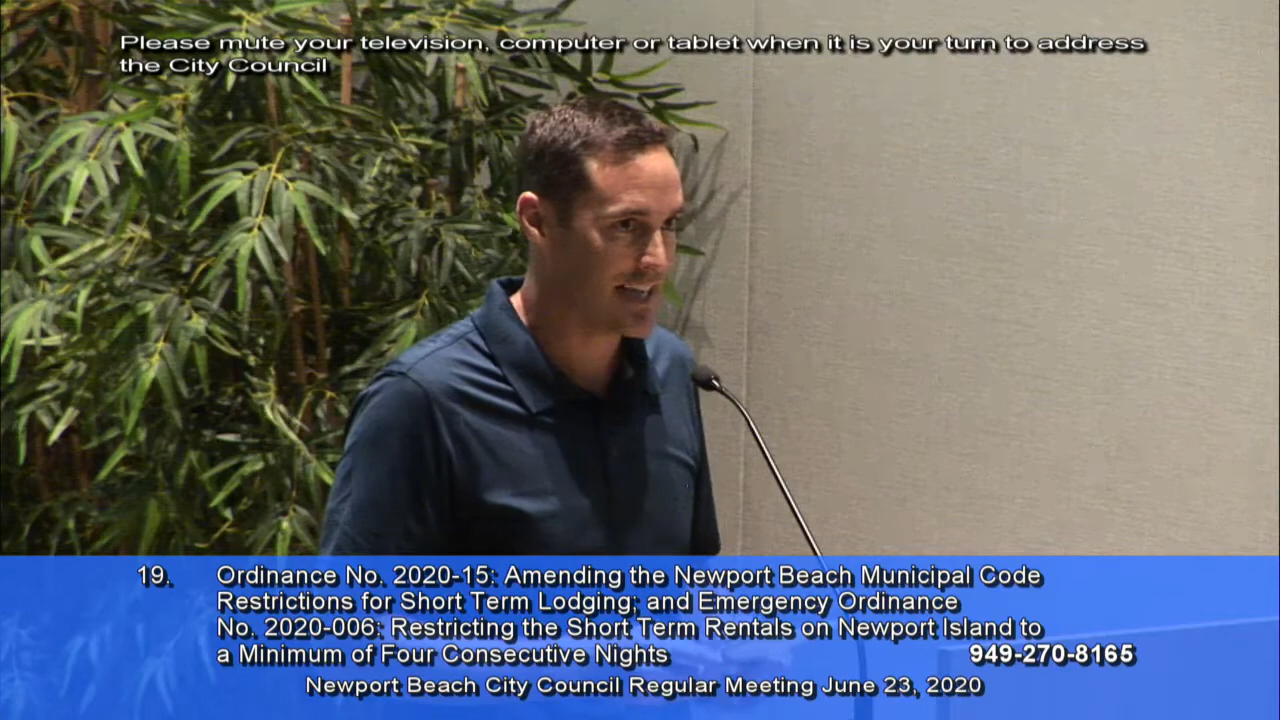 Please mute your television, computer or tablet when it is your turn to address
the City Council
19. Ordinance No. 2020-15: Amending the Newport Beach Municipal Code
Restrictions for Short Term Lodging; and Emergency Ordinance
No. 2020-006: Restricting the Short Term Rentals on Newport Island to
a Minimum of Four Consecutive Nights 949-270-8165
Newport Beach City Council Regular Meeting June 23, 2020